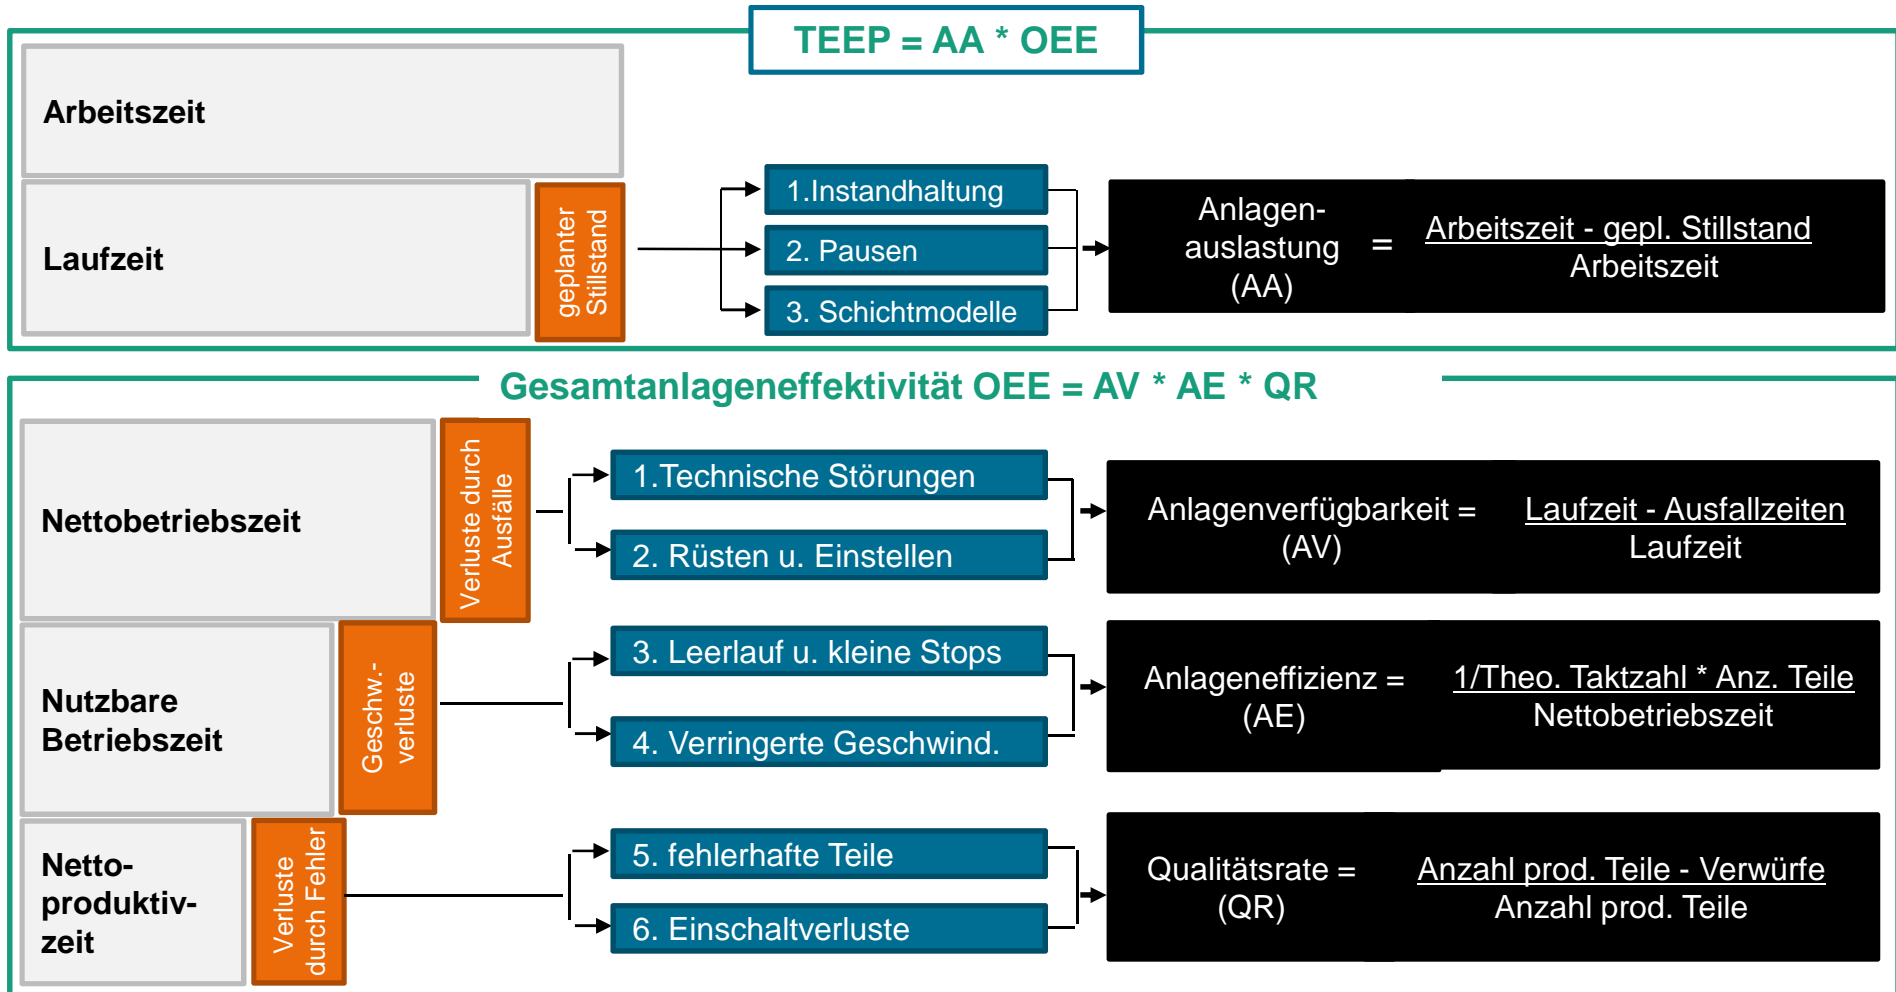 TEEP = AA * OEE
Arbeitszeit
Laufzeit
geplanter
Stillstand
1.Instandhaltung
2. Pausen
3. Schichtmodelle
Anlagen-
auslastung
(AA)
=
Arbeitszeit - gepl. Stillstand
Arbeitszeit
Gesamtanlageneffektivität OEE = AV * AE * QR
Nettobetriebszeit
Verluste durch
Ausfälle
1.Technische Störungen
2. Rüsten u. Einstellen
Anlagenverfügbarkeit =
(AV)
Laufzeit - Ausfallzeiten
Laufzeit
Nutzbare
Betriebszeit
Geschw.-
verluste
3. Leerlauf u. kleine Stops
4. Verringerte Geschwind.
Anlageneffizienz =
(AE)
1/Theo. Taktzahl * Anz. Teile
Nettobetriebszeit
Netto-
produktiv-
zeit
Verluste
durch Fehler
5. fehlerhafte Teile
6. Einschaltverluste
Qualitätsrate =
(QR)
Anzahl prod. Teile - Verwürfe
Anzahl prod. Teile